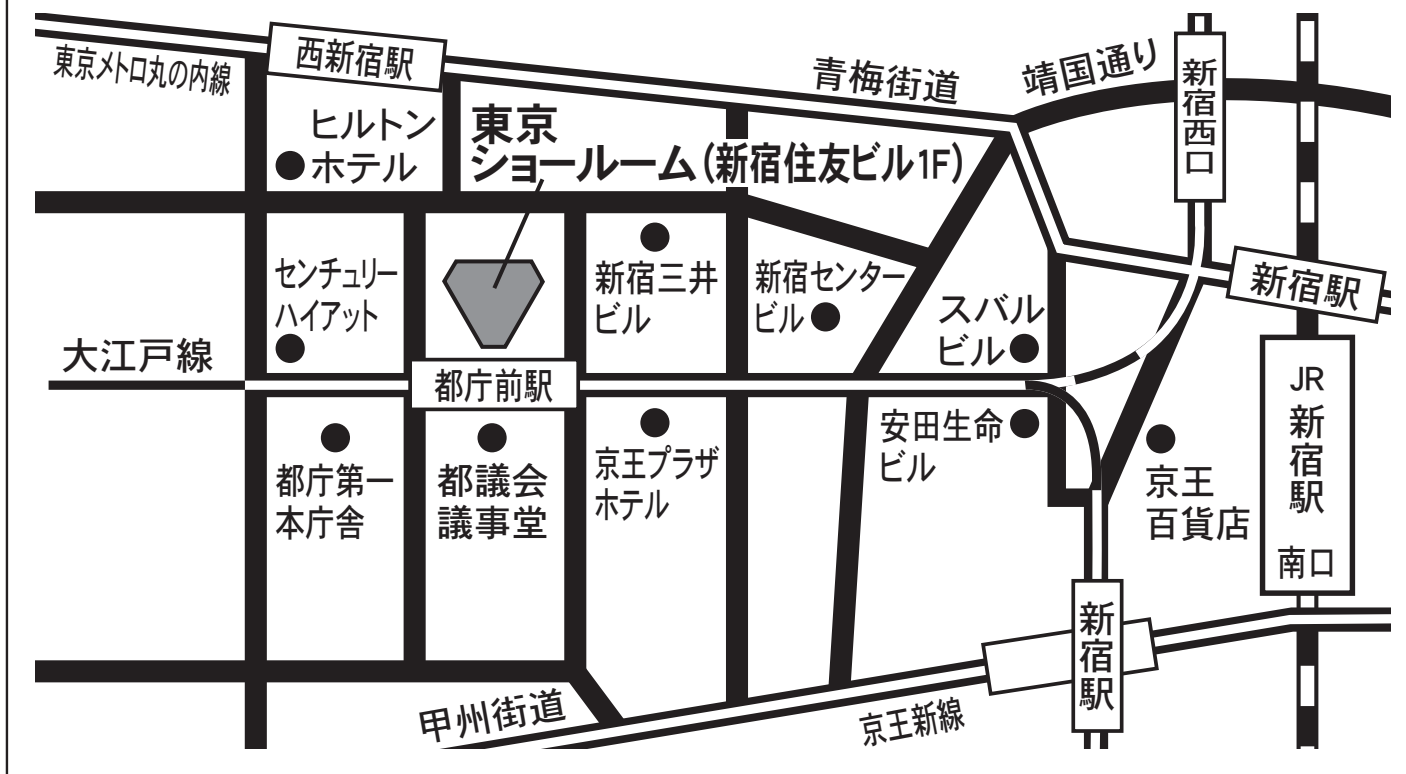 東京メトロ丸の内線
西新宿駅
青梅街道
靖国通り
新宿西口
ヒルトン
ホテル
東京
ショールーム(新宿住友ビル1F)
センチュリー
ハイアット
新宿三井
ビル
新宿センター
ビル
スバル
ビル
新宿駅
大江戸線
都庁前駅
JR
新宿駅
南口
都庁第一
本庁舎
都議会
議事堂
京王プラザ
ホテル
安田生命
ビル
京王
百貨店
新宿駅
甲州街道
京王新線